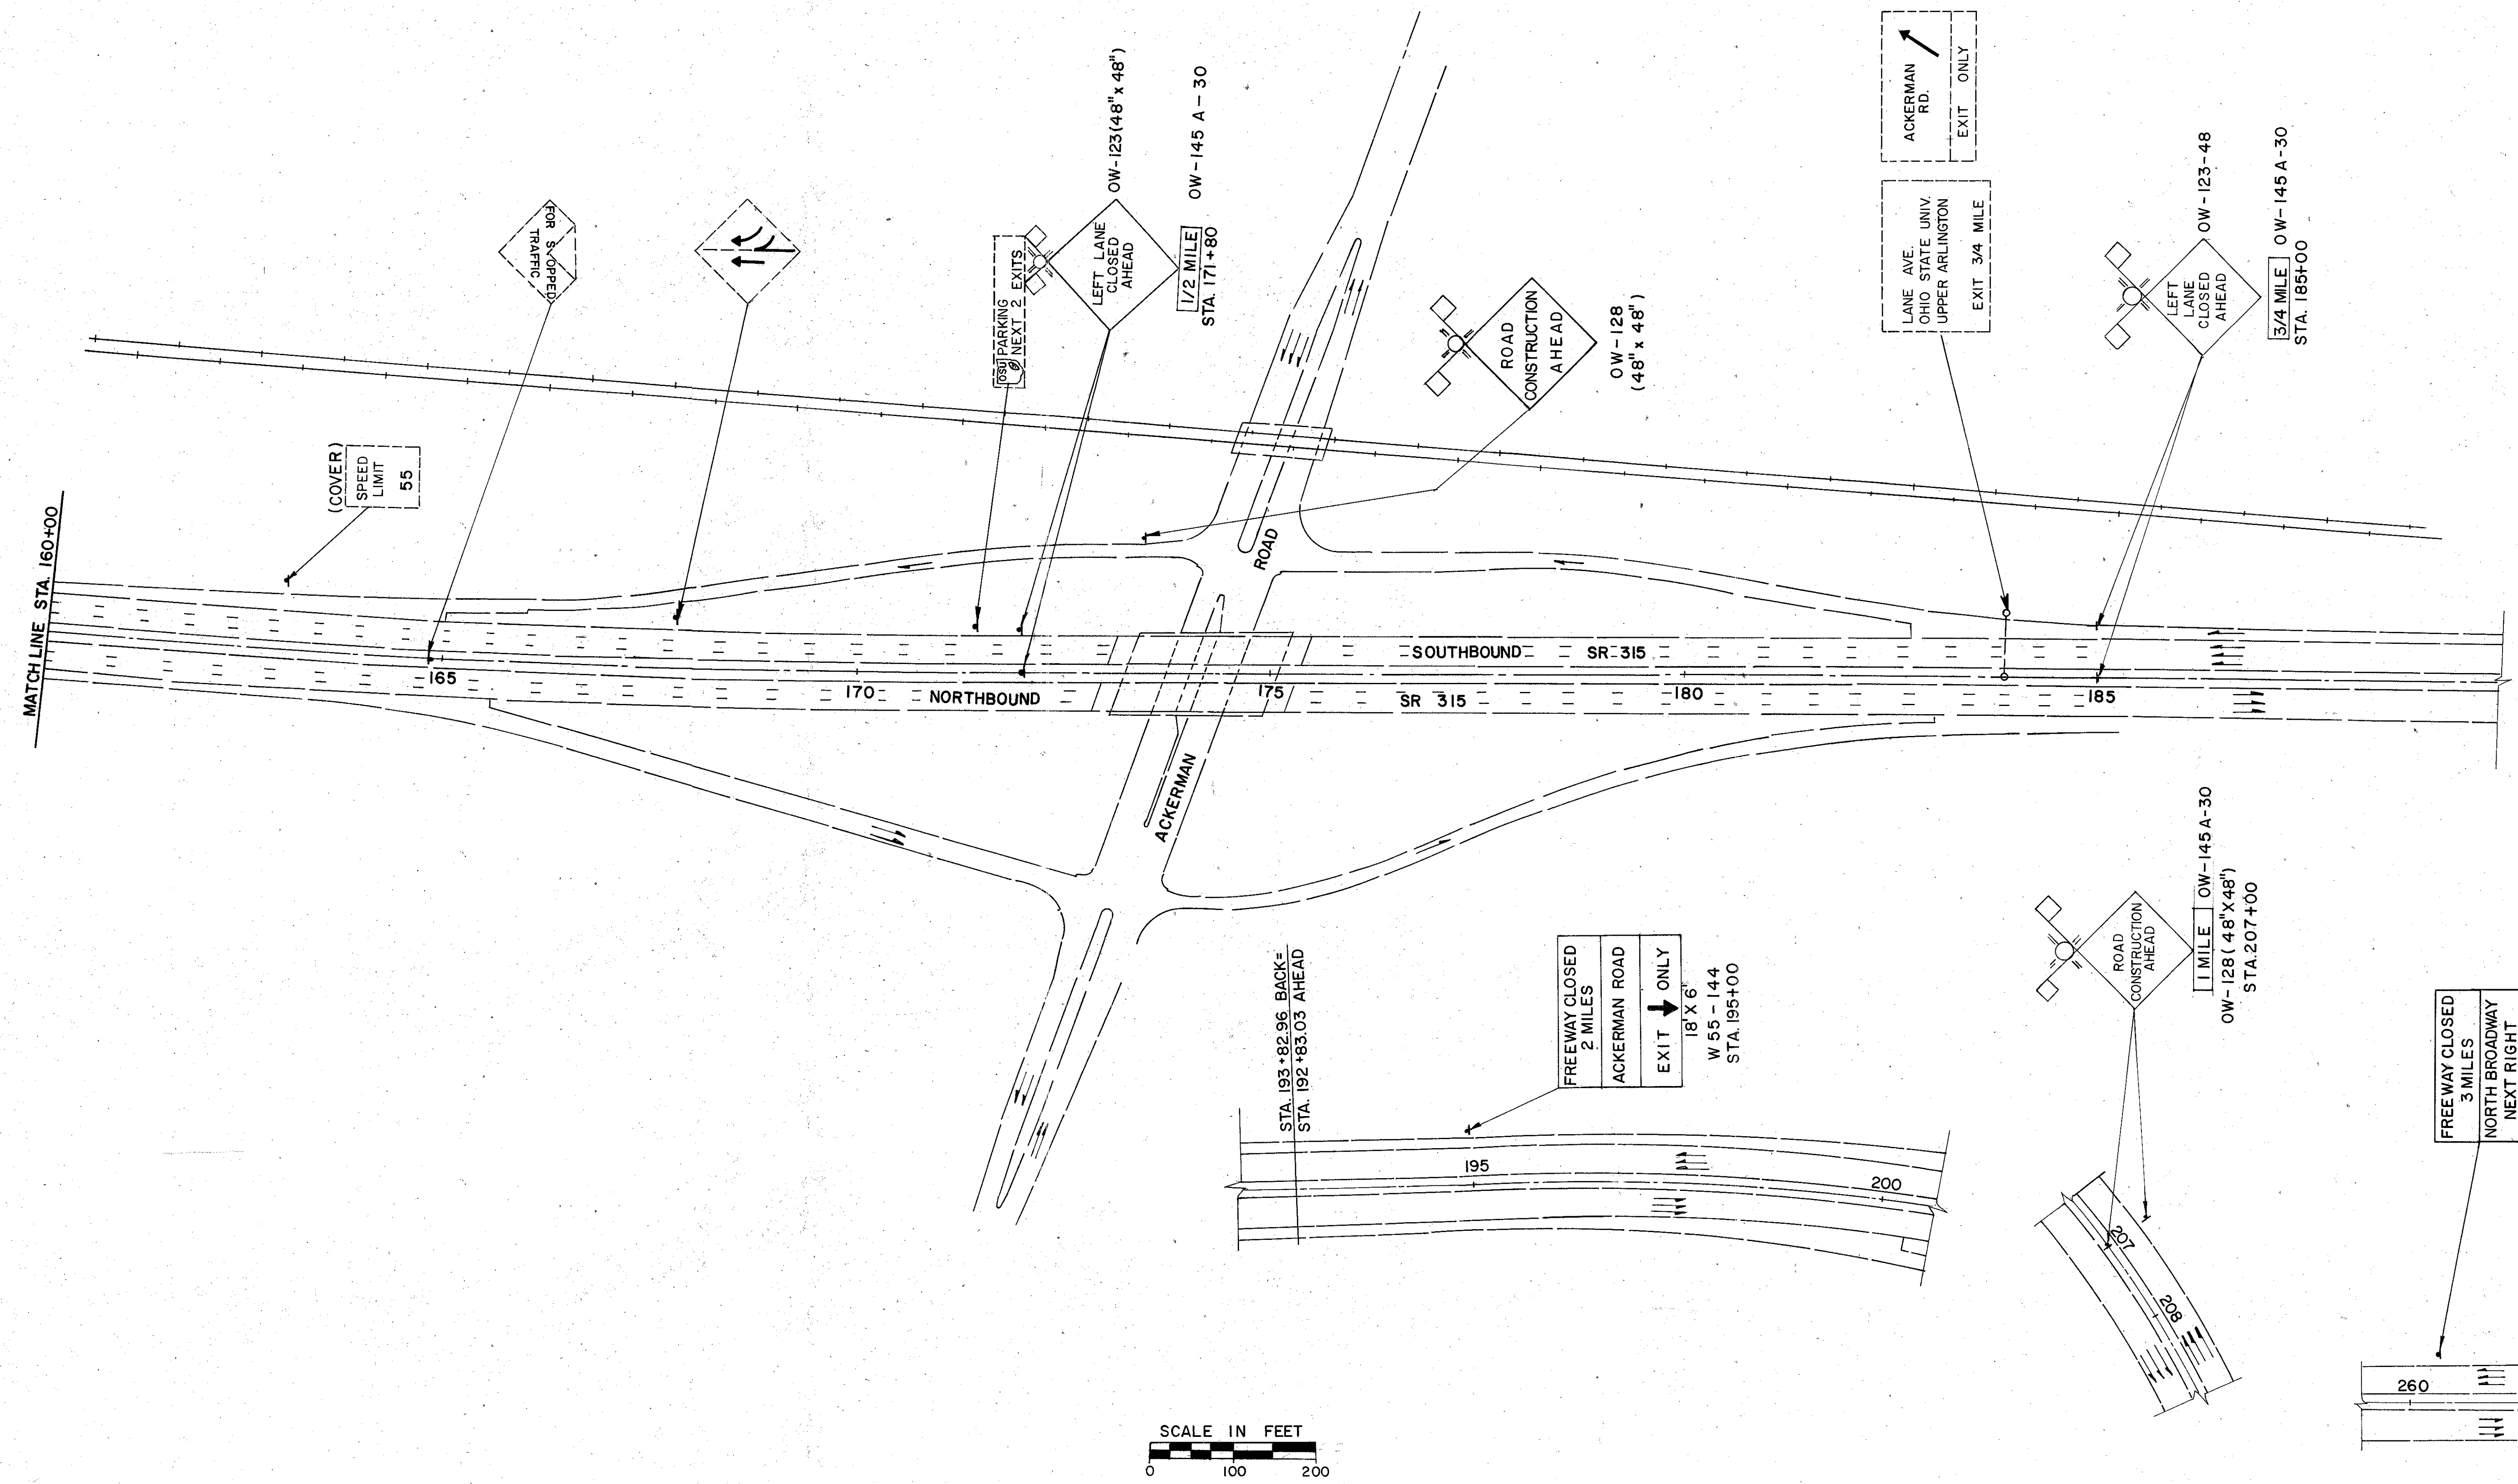 MATCH LINE STA. 160+00
(COVER)
SPEED
LIMIT
55
FOR STOPPED
TRAFFIC
OSU PARKING
NEXT 2 EXITS
LEFT LANE
CLOSED
AHEAD
OW-123(48"x 48")
1/2 MILE OW-145 A-30
STA. 171+80
ROAD
CONSTRUCTION
AHEAD
OW-128
(48" x 48")
ACKERMAN
RD.
EXIT ONLY
LANE AVE.
OHIO STATE UNIV.
UPPER ARLINGTON
EXIT 3/4 MILE
LEFT
LANE
CLOSED
AHEAD
OW-123-48
3/4 MILE OW-145 A-30
STA. 185+00
165
170
175
180
185
SOUTHBOUND SR-315
NORTHBOUND SR 315
ACKERMAN ROAD
STA. 193+82.96 BACK=
STA. 192+83.03 AHEAD
FREEWAY CLOSED
2 MILES
ACKERMAN ROAD
EXIT ONLY
18' X 6'
W 55-144
STA. 195+00
195
200
ROAD
CONSTRUCTION
AHEAD
1 MILE OW-145 A-30
OW-128 (48"X48")
STA. 207+00
207
208
FREEWAY CLOSED
3 MILES
NORTH BROADWAY
NEXT RIGHT
260
SCALE IN FEET
0 100 200